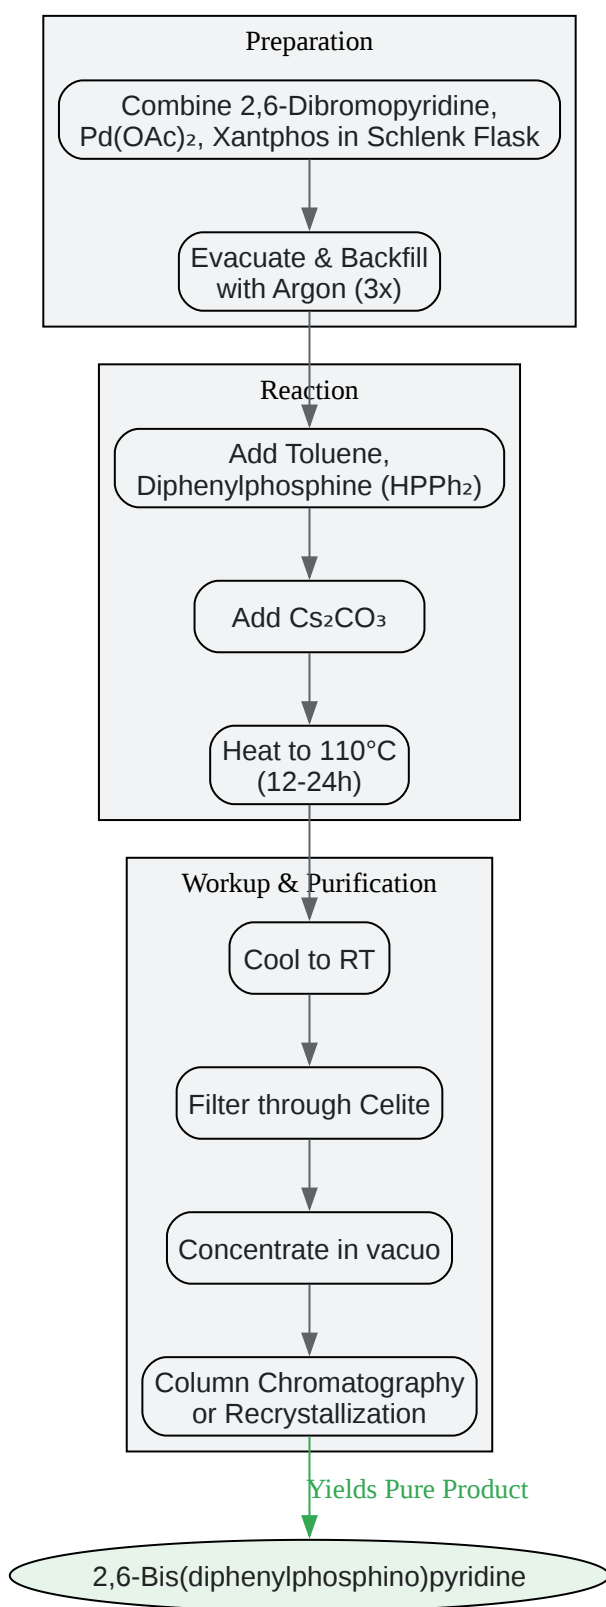 Preparation
Combine 2,6-Dibromopyridine,
Pd(OAc)₂, Xantphos in Schlenk Flask
Evacuate & Backfill
with Argon (3x)
Reaction
Add Toluene,
Diphenylphosphine (HPPh₂)
Add Cs₂CO₃
Heat to 110°C
(12-24h)
Workup & Purification
Cool to RT
Filter through Celite
Concentrate in vacuo
Column Chromatography
or Recrystallization
Yields Pure Product
2,6-Bis(diphenylphosphino)pyridine